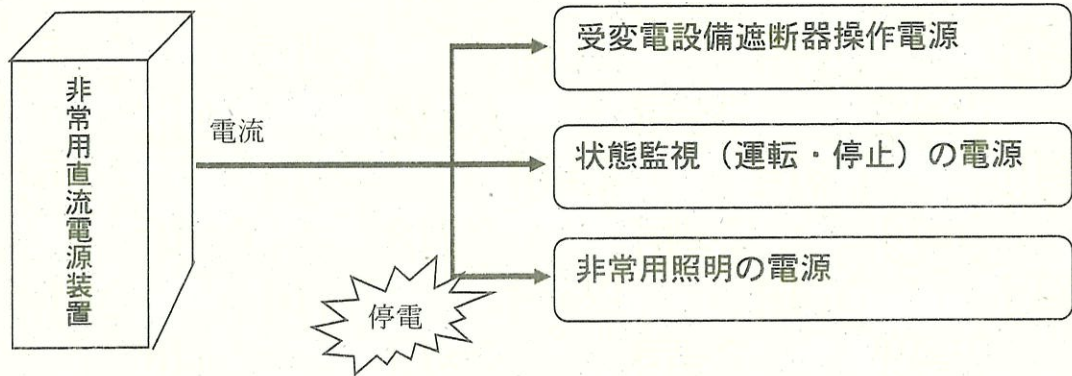 非常用直流電源装置
電流
受変電設備遮断器操作電源
状態監視（運転・停止）の電源
非常用照明の電源
停電